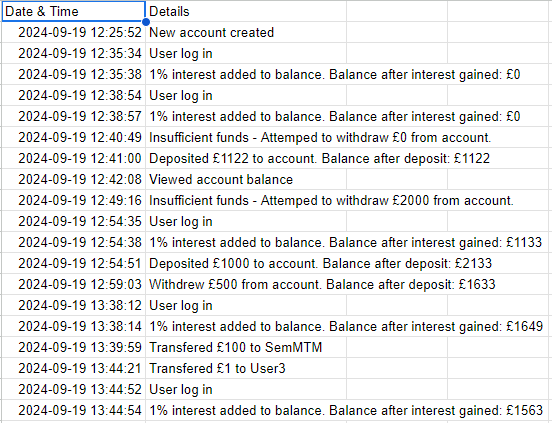 Date & Time Details
2024-09-19 12:25:52 New account created
2024-09-19 12:35:34 User log in
2024-09-19 12:35:38 1% interest added to balance. Balance after interest gained: £0
2024-09-19 12:38:54 User log in
2024-09-19 12:38:57 1% interest added to balance. Balance after interest gained: £0
2024-09-19 12:40:49 Insufficient funds - Attemped to withdraw £0 from account.
2024-09-19 12:41:00 Deposited £1122 to account. Balance after deposit: £1122
2024-09-19 12:42:08 Viewed account balance
2024-09-19 12:49:16 Insufficient funds - Attemped to withdraw £2000 from account.
2024-09-19 12:54:35 User log in
2024-09-19 12:54:38 1% interest added to balance. Balance after interest gained: £1133
2024-09-19 12:54:51 Deposited £1000 to account. Balance after deposit: £2133
2024-09-19 12:59:03 Withdrew £500 from account. Balance after deposit: £1633
2024-09-19 13:38:12 User log in
2024-09-19 13:38:14 1% interest added to balance. Balance after interest gained: £1649
2024-09-19 13:39:59 Transfered £100 to SemMTM
2024-09-19 13:44:21 Transfered £1 to User3
2024-09-19 13:44:52 User log in
2024-09-19 13:44:54 1% interest added to balance. Balance after interest gained: £1563